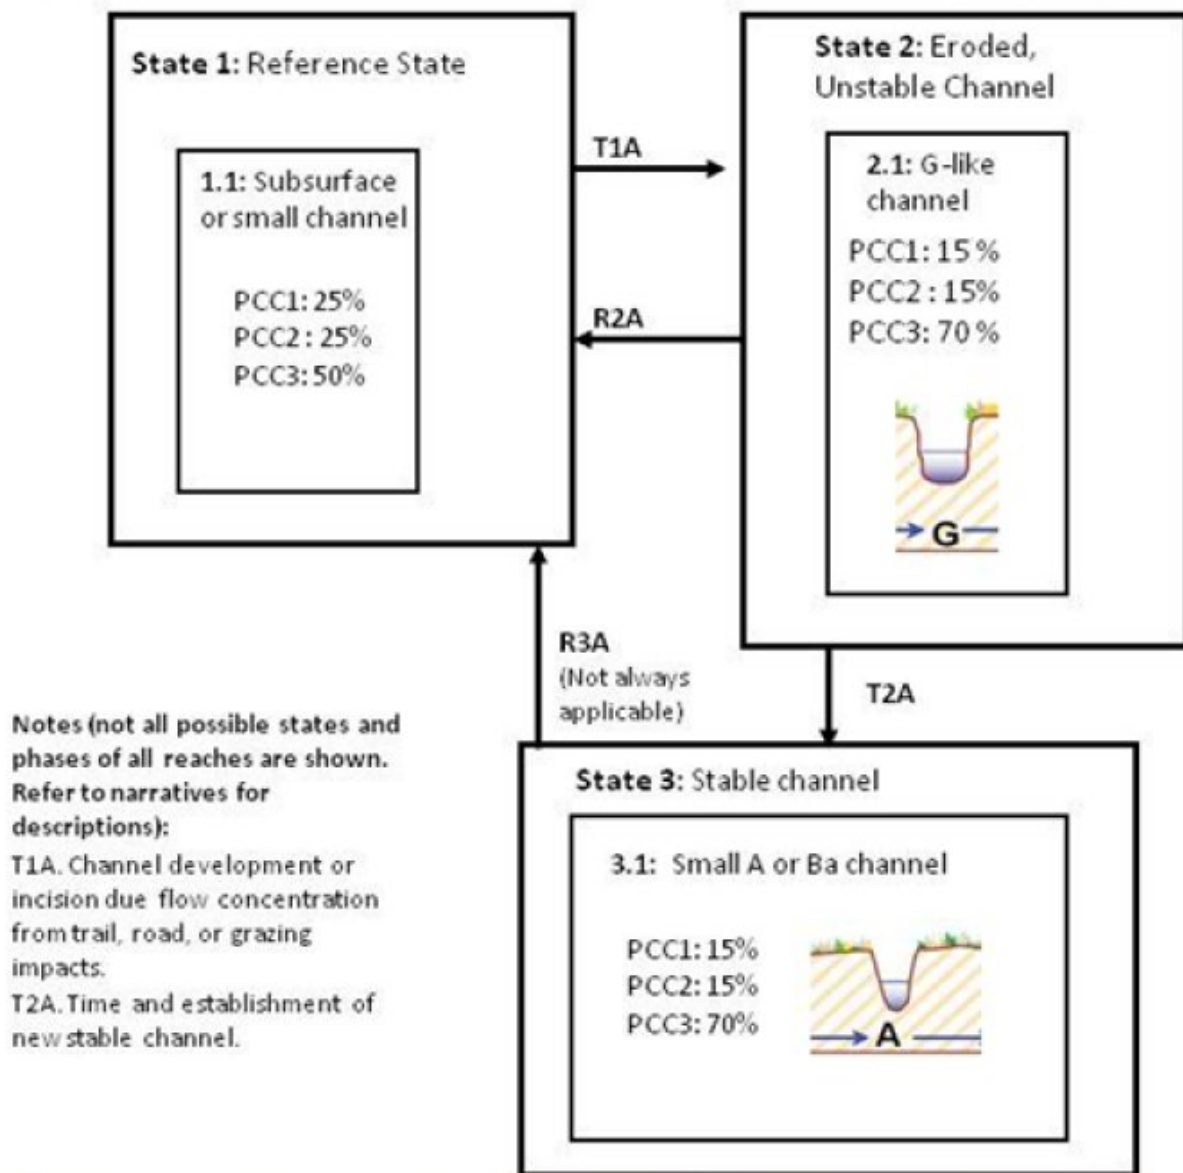 State 1: Reference State
1.1: Subsurface
or small channel
PCC1: 25%
PCC2 : 25%
PCC3: 50%
T1A
R2A
State 2: Eroded,
Unstable Channel
2.1: G-like
channel
PCC1: 15 %
PCC2 : 15%
PCC3: 70 %
G
R3A
(Not always
applicable)
T2A
State 3: Stable channel
3.1: Small A or Ba channel
PCC1: 15%
PCC2: 15%
PCC3: 70%
A
Notes (not all possible states and
phases of all reaches are shown.
Refer to narratives for
descriptions):
T1A. Channel development or
incision due flow concentration
from trail, road, or grazing
impacts.
T2A. Time and establishment of
new stable channel.